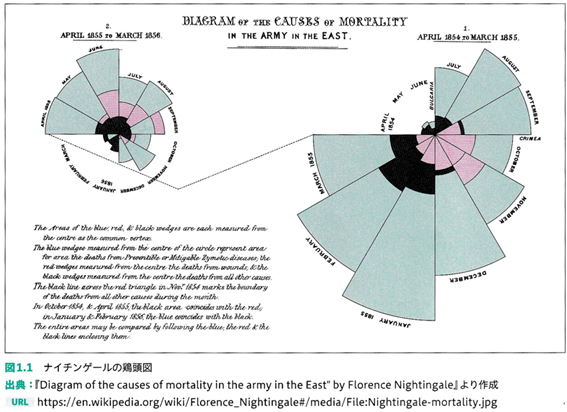 DIAGRAM OF THE CAUSES OF MORTALITY
IN THE ARMY IN THE EAST.
2.
APRIL 1855 TO MARCH 1856.
1.
APRIL 1854 TO MARCH 1855.
JUNE
MAY
APRIL 1855
JULY
AUGUST
SEPTEMBER
OCTOBER
NOVEMBER
DECEMBER
JANUARY 1856
FEBRUARY
MARCH
APRIL 1854
MAY
JUNE
BULGARIA
JULY
AUGUST
SEPTEMBER
CRIMEA
OCTOBER
NOVEMBER
DECEMBER
JANUARY 1855
FEBRUARY
MARCH 1855
The Areas of the blue, red, & black wedges are each measured from
the centre as the common vertex.
The blue wedges measured from the centre of the circle represent area
for area the deaths from Preventible or Mitigable Zymotic diseases, the
red wedges measured from the centre the deaths from wounds, & the
black wedges measured from the centre the deaths from all other causes.
The black line across the red triangle in Novr. 1854 marks the boundary
of the deaths from all other causes during the month.
In October 1854, & April 1855, the black area coincides with the red,
in January & February 1856, the blue coincides with the black.
The entire areas may be compared by following the blue, the red & the
black lines enclosing them.
図1.1 ナイチンゲールの鶏頭図
出典:『Diagram of the causes of mortality in the army in the East" by Florence Nightingale』より作成
URL https://en.wikipedia.org/wiki/Florence_Nightingale#/media/File:Nightingale-mortality.jpg